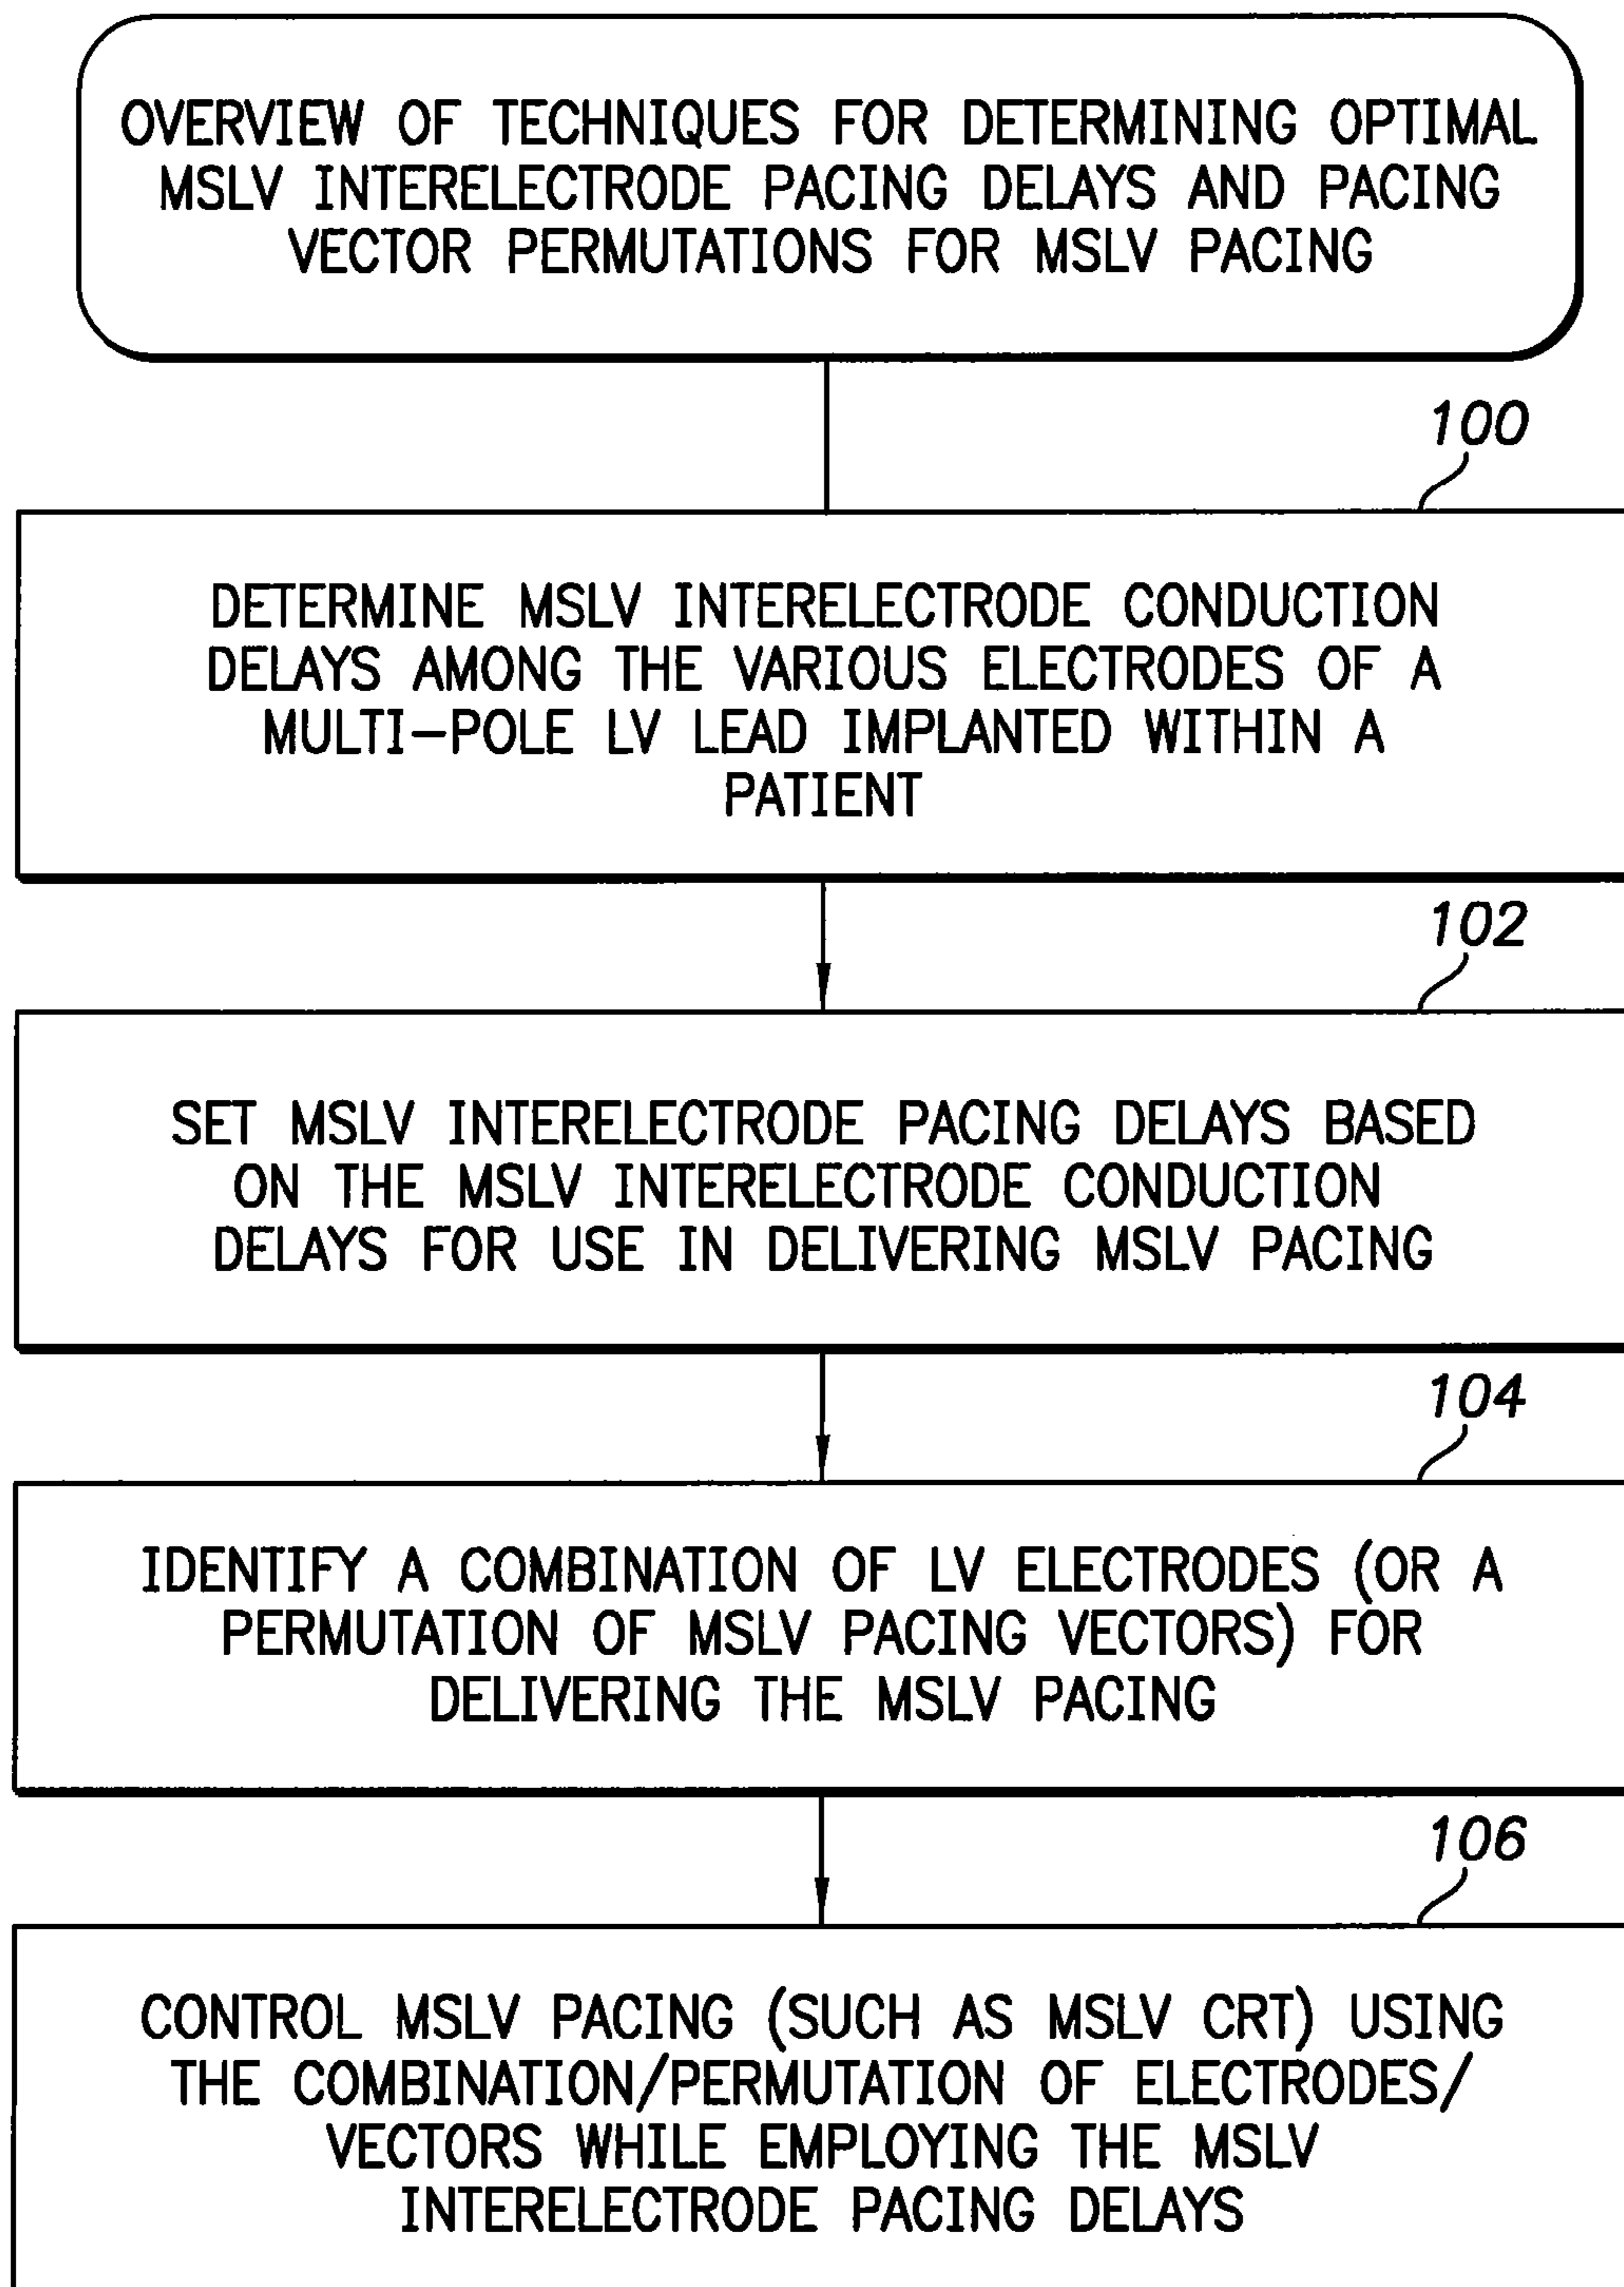 OVERVIEW OF TECHNIQUES FOR DETERMINING OPTIMAL
MSLV INTERELECTRODE PACING DELAYS AND PACING
VECTOR PERMUTATIONS FOR MSLV PACING
100
DETERMINE MSLV INTERELECTRODE CONDUCTION
DELAYS AMONG THE VARIOUS ELECTRODES OF A
MULTI-POLE LV LEAD IMPLANTED WITHIN A
PATIENT
102
SET MSLV INTERELECTRODE PACING DELAYS BASED
ON THE MSLV INTERELECTRODE CONDUCTION
DELAYS FOR USE IN DELIVERING MSLV PACING
104
IDENTIFY A COMBINATION OF LV ELECTRODES (OR A
PERMUTATION OF MSLV PACING VECTORS) FOR
DELIVERING THE MSLV PACING
106
CONTROL MSLV PACING (SUCH AS MSLV CRT) USING
THE COMBINATION/PERMUTATION OF ELECTRODES/
VECTORS WHILE EMPLOYING THE MSLV
INTERELECTRODE PACING DELAYS